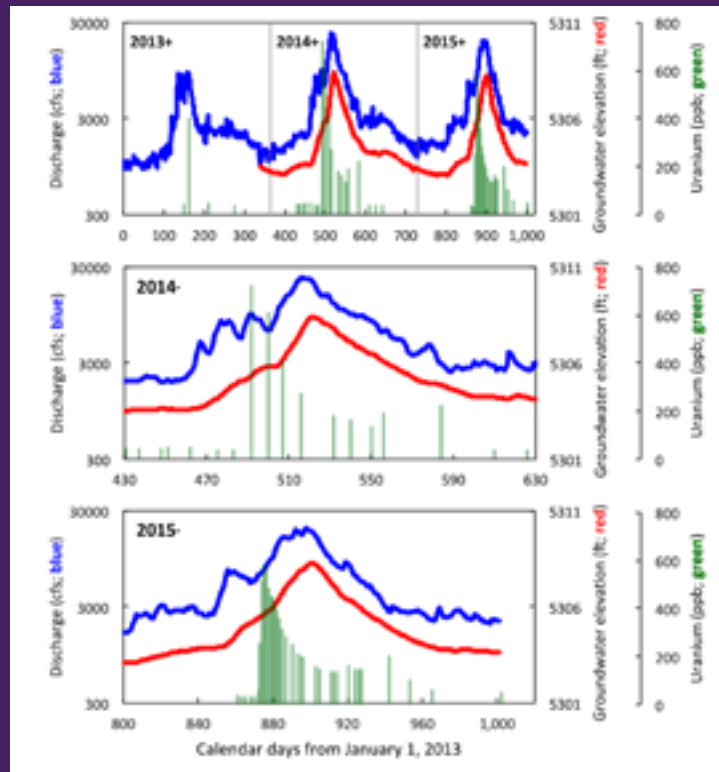 2013+ 2014+ 2015+
30000 3000 300
Discharge (cfs; blue)
5311 5306 5301
Groundwater elevation (ft; red)
800 600 400 200 0
Uranium (ppb; green)
0 100 200 300 400 500 600 700 800 900 1,000
2014-
30000 3000 300
Discharge (cfs; blue)
5311 5306 5301
Groundwater elevation (ft; red)
800 600 400 200 0
Uranium (ppb; green)
430 470 510 550 590 630
2015-
30000 3000 300
Discharge (cfs; blue)
5311 5306 5301
Groundwater elevation (ft; red)
800 600 400 200 0
Uranium (ppb; green)
800 840 880 920 960 1,000
Calendar days from January 1, 2013